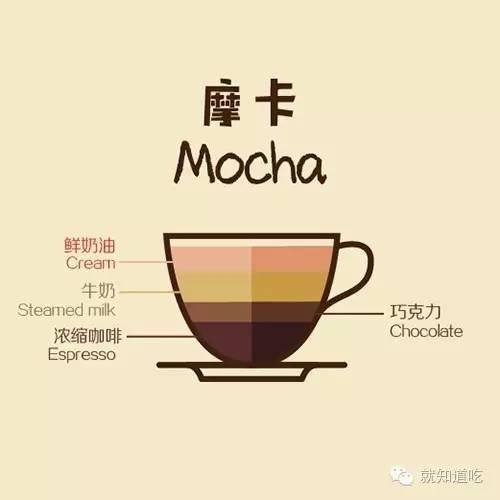 摩卡
Mocha
鲜奶油
Cream
牛奶
Steamed milk
浓缩咖啡
Espresso
巧克力
Chocolate
就知道吃